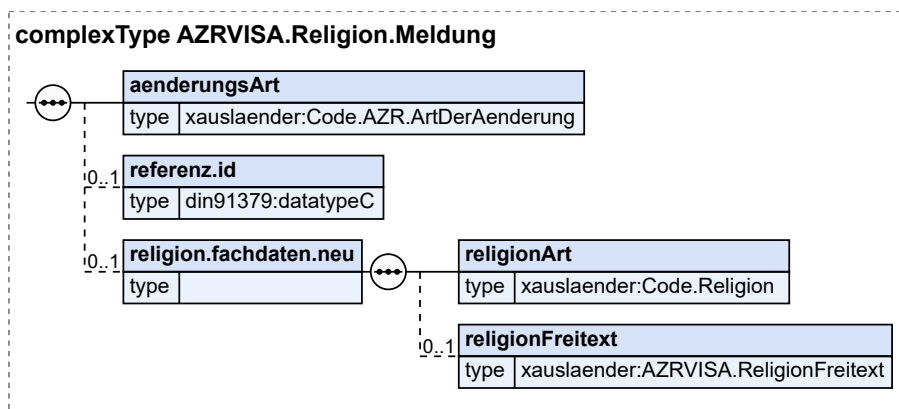 complexType AZRVISA.Religion.Meldung
aenderungsArt
type xauslaender:Code.AZR.ArtDerAenderung
0..1
referenz.id
type din91379:datatypeC
0..1
religion.fachdaten.neu
type
religionArt
type xauslaender:Code.Religion
0..1
religionFreitext
type xauslaender:AZRVISA.ReligionFreitext